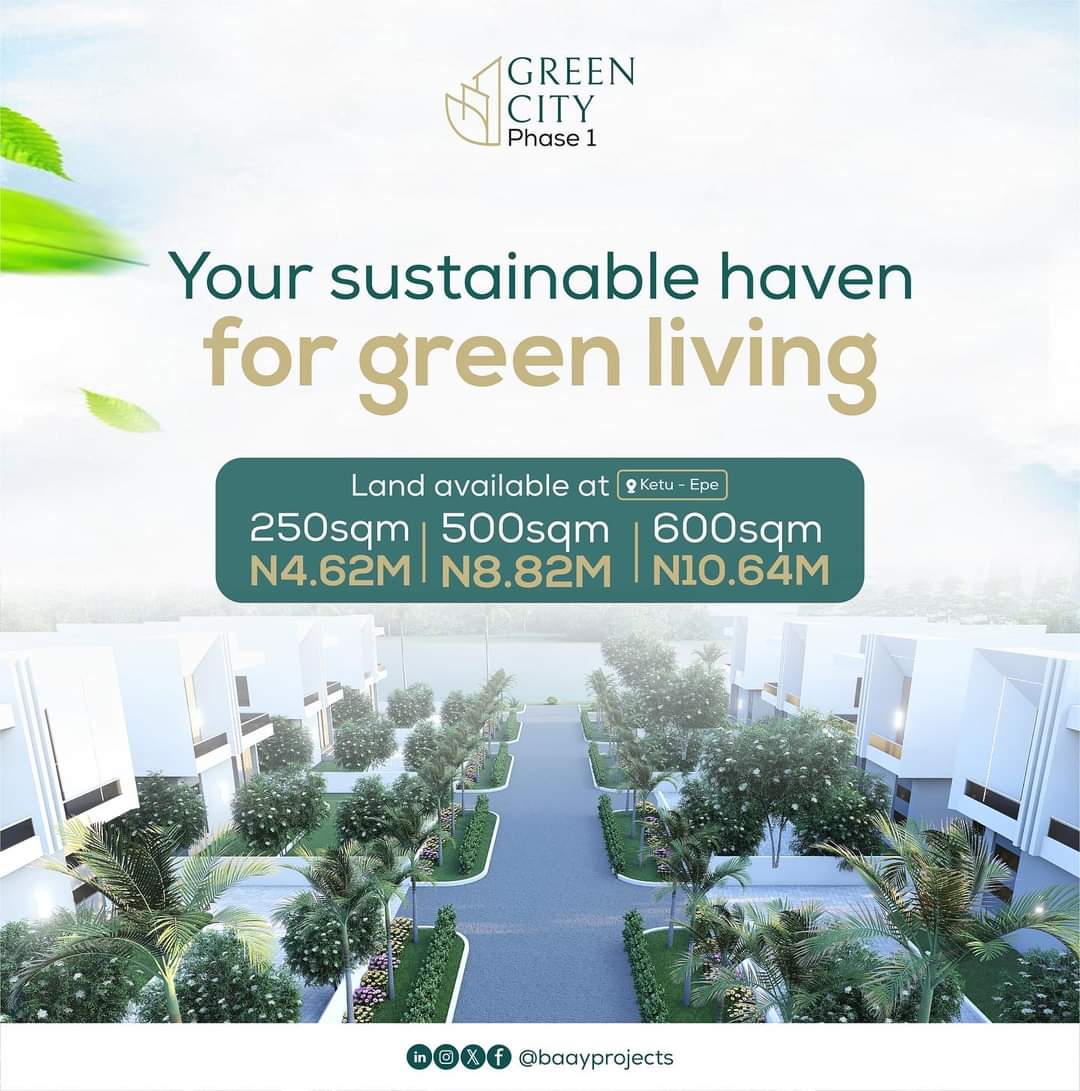 GREEN
CITY
Phase 1
Your sustainable haven
for green living
Land available at Ketu - Epe
250sqm 500sqm 600sqm
N4.62M N8.82M N10.64M
in X f @baayprojects